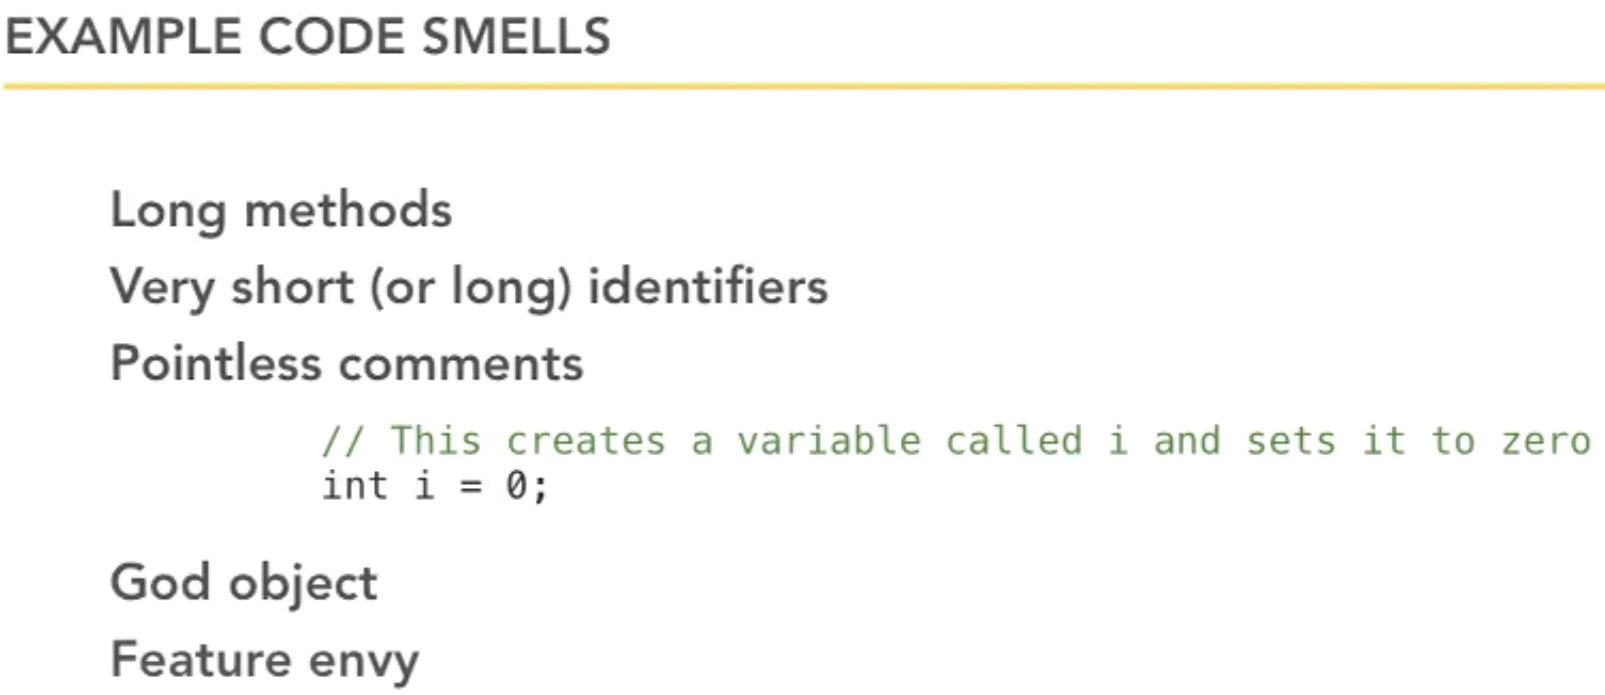 EXAMPLE CODE SMELLS
Long methods
Very short (or long) identifiers
Pointless comments
// This creates a variable called i and sets it to zero
int i = 0;
God object
Feature envy